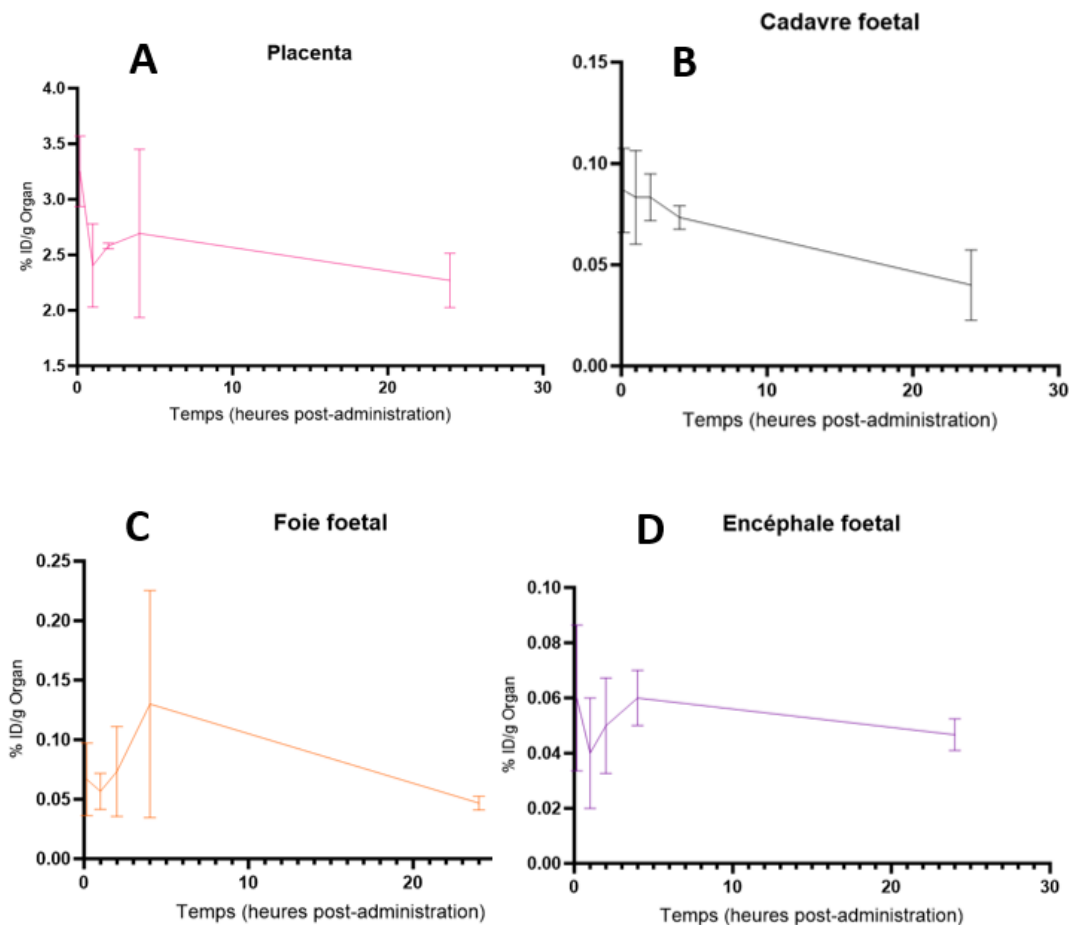 A
Placenta
4.0
3.5
3.0
2.5
2.0
1.5
% ID/g Organ
0
10
20
30
Temps (heures post-administration)
B
Cadavre foetal
0.15
0.10
0.05
0.00
0
10
20
30
Temps (heures post-administration)
C
Foie foetal
0.25
0.20
0.15
0.10
0.05
0.00
% ID/g Organ
0
10
20
Temps (heures post-administration)
D
Encéphale foetal
0.10
0.08
0.06
0.04
0.02
0.00
% ID/g Organ
0
10
20
30
Temps (heures post-administration)